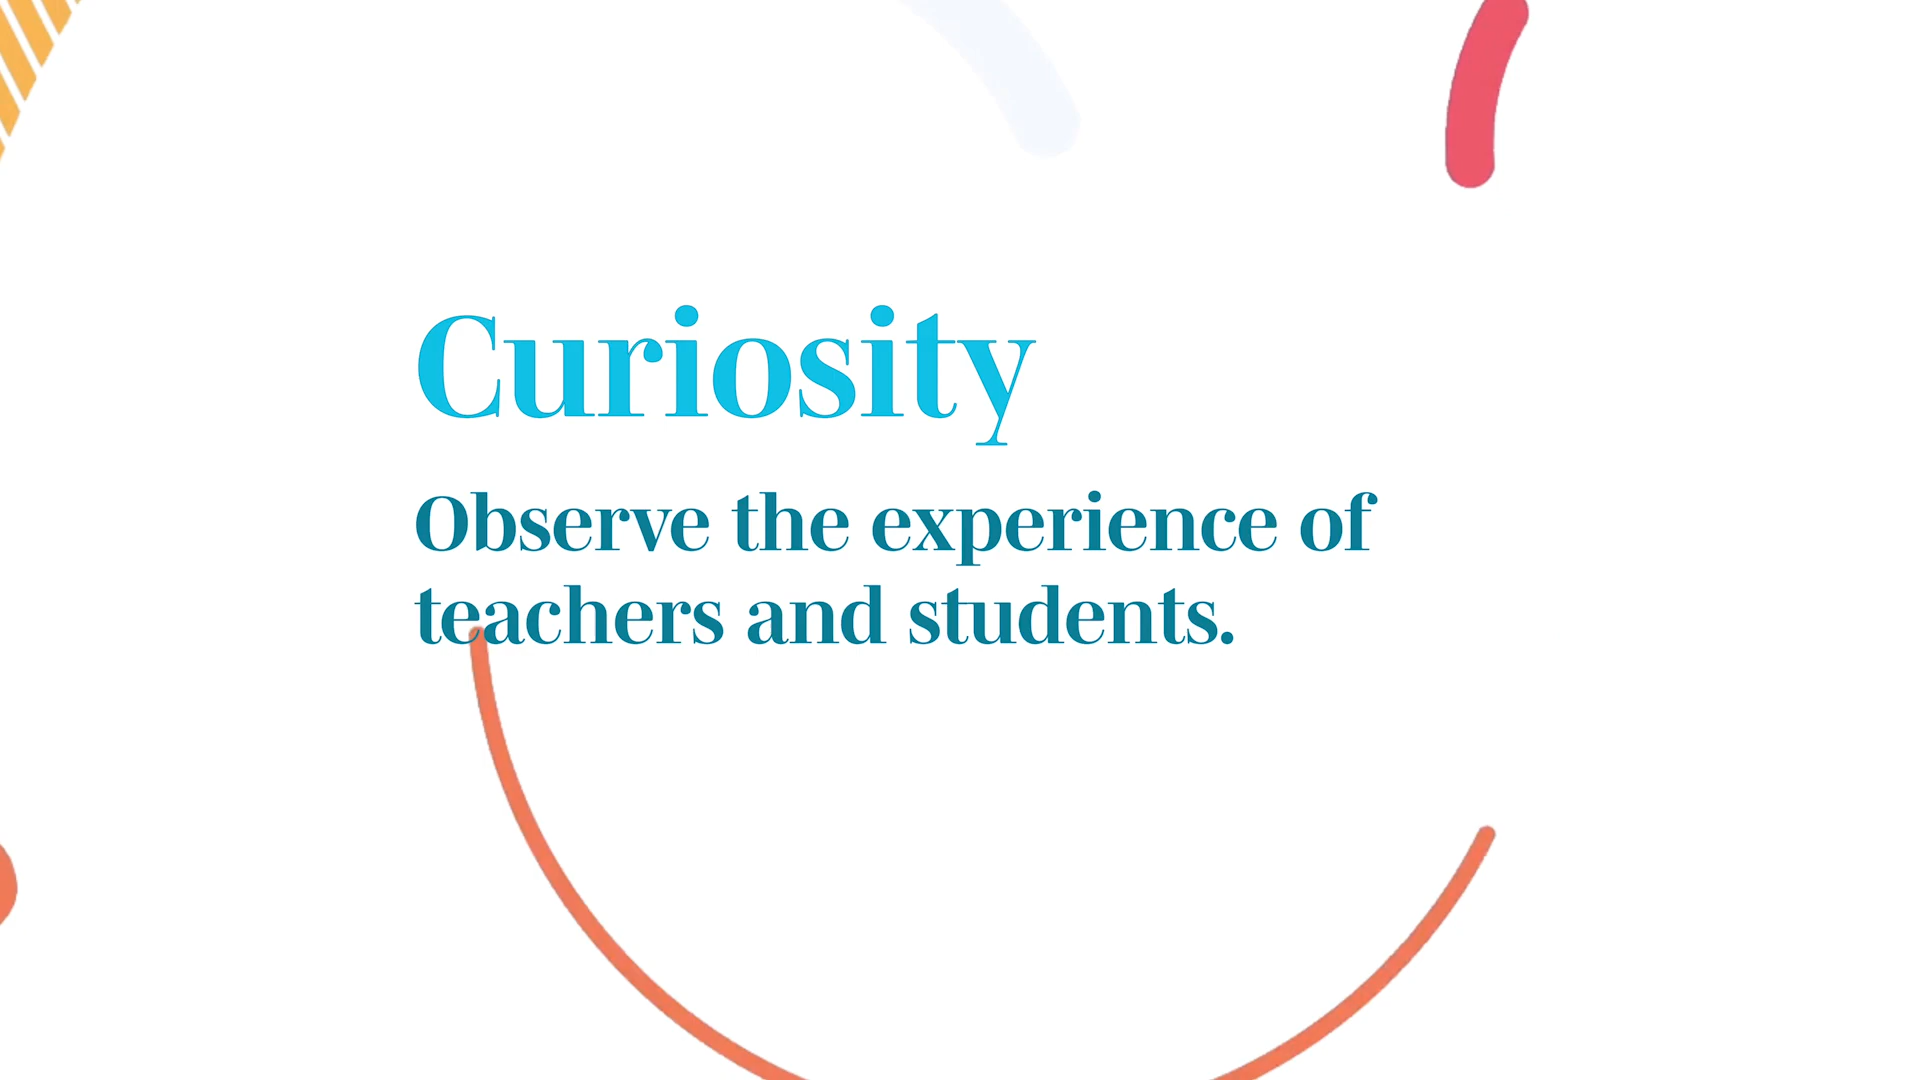 Curiosity
Observe the experience of
teachers and students.